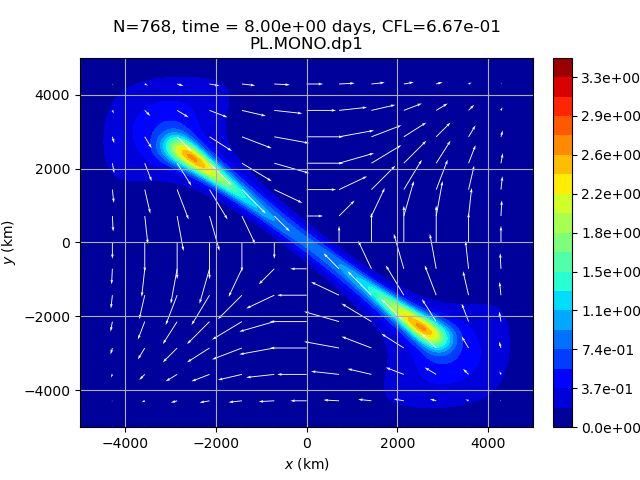 N=768, time = 8.00e+00 days, CFL=6.67e-01
PL.MONO.dp1
4000
2000
0
−2000
−4000
y (km)
−4000
−2000
0
2000
4000
x (km)
3.3e+00
2.9e+00
2.6e+00
2.2e+00
1.8e+00
1.5e+00
1.1e+00
7.4e-01
3.7e-01
0.0e+00